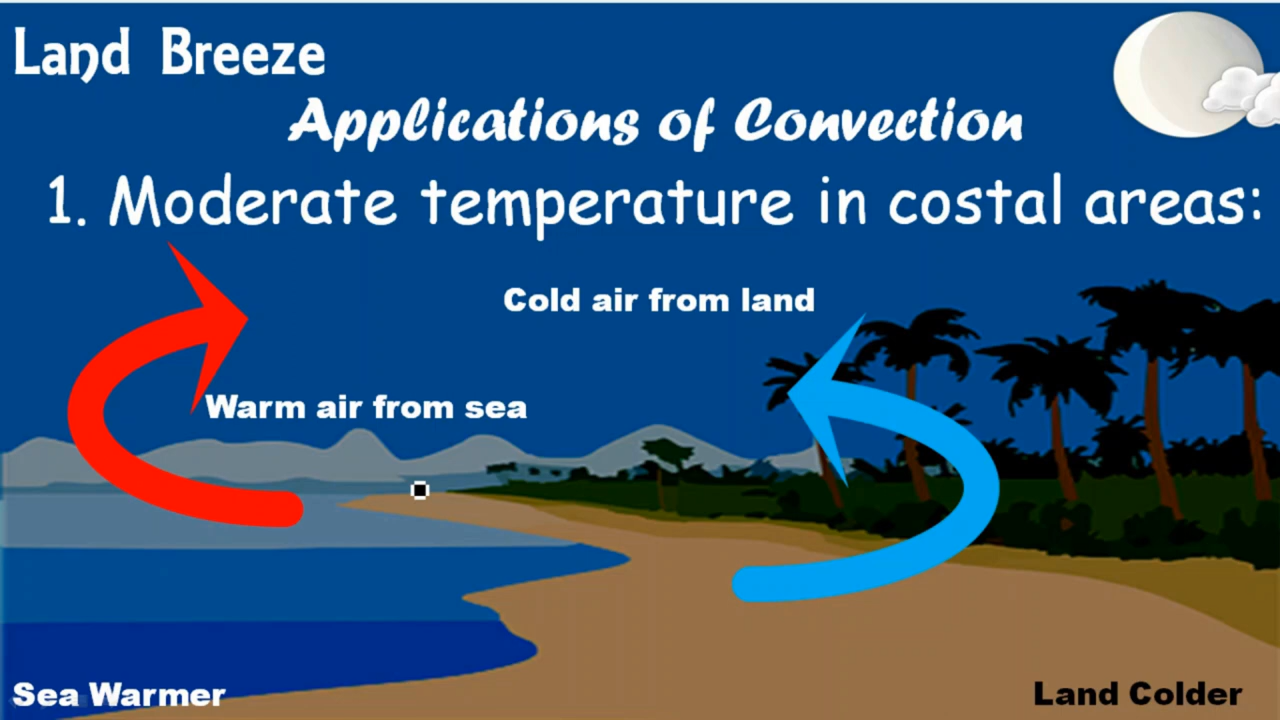 Land Breeze
Applications of Convection
1. Moderate temperature in costal areas:
Cold air from land
Warm air from sea
Sea Warmer
Land Colder